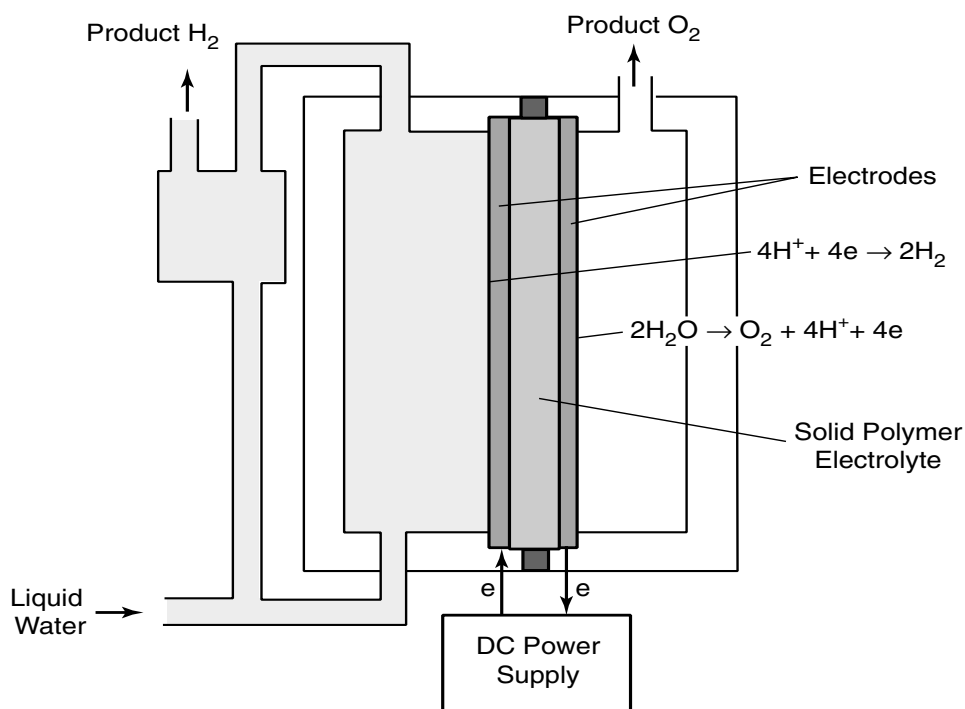 Product H₂
Product O₂
Electrodes
4H⁺+ 4e → 2H₂
2H₂O → O₂ + 4H⁺+ 4e
Solid Polymer
Electrolyte
Liquid
Water
e
e
DC Power
Supply